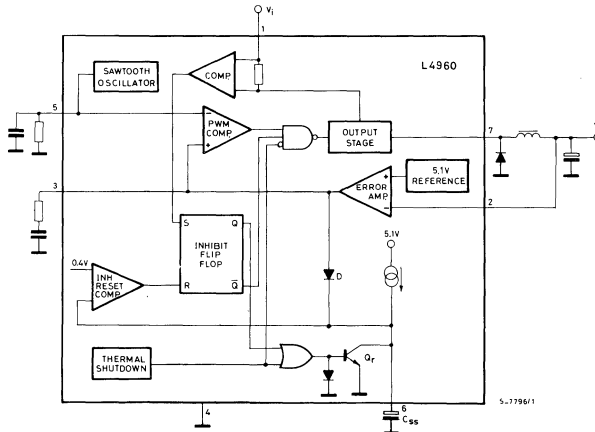 Vi
1
L4960
SAWTOOTH
OSCILLATOR
COMP.
5
PWM
COMP
OUTPUT
STAGE
7
5,1V
REFERENCE
ERROR
AMP.
3
2
+
-
+
-
S
Q
INHIBIT
FLIP
FLOP
R
Q̅
5,1V
D
0.4V
INH
RESET
COMP
THERMAL
SHUTDOWN
Qr
4
6
Css
S-7796/1